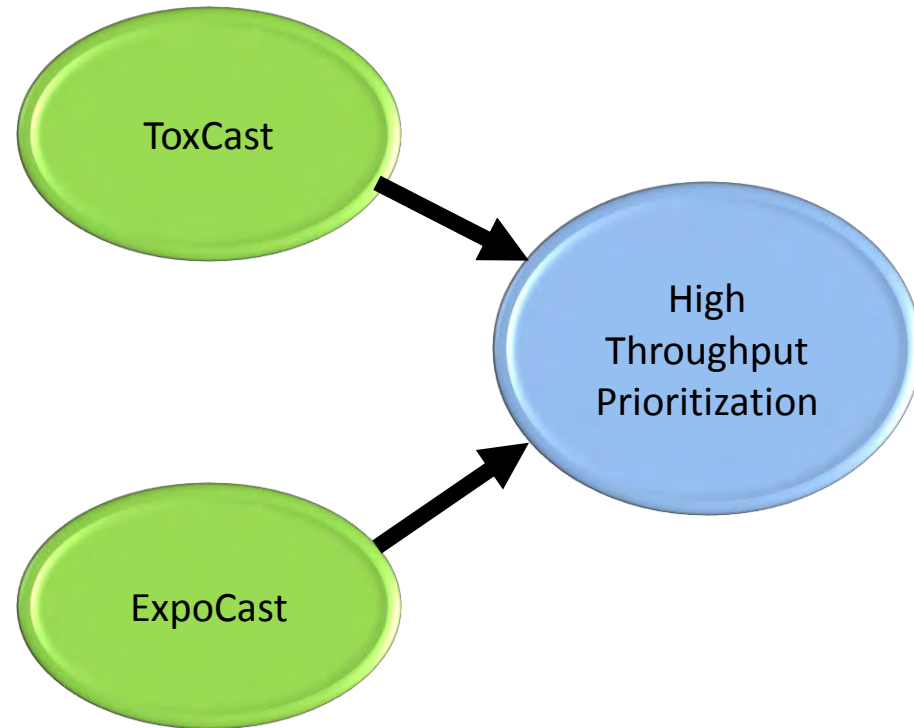 ToxCast
High
Throughput
Prioritization
ExpoCast